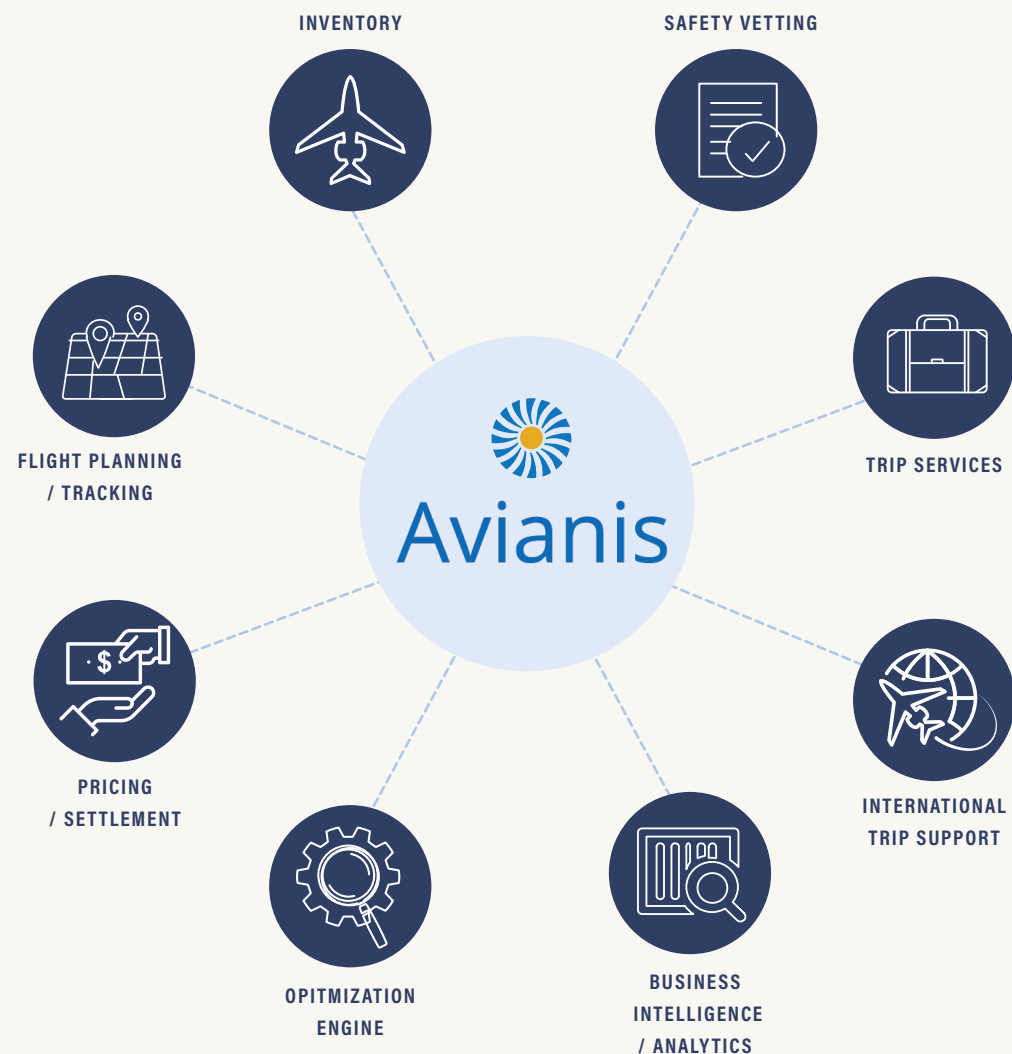 INVENTORY
SAFETY VETTING
FLIGHT PLANNING
/ TRACKING
TRIP SERVICES
Avianis
$
PRICING
/ SETTLEMENT
INTERNATIONAL
TRIP SUPPORT
OPITMIZATION
ENGINE
BUSINESS
INTELLIGENCE
/ ANALYTICS